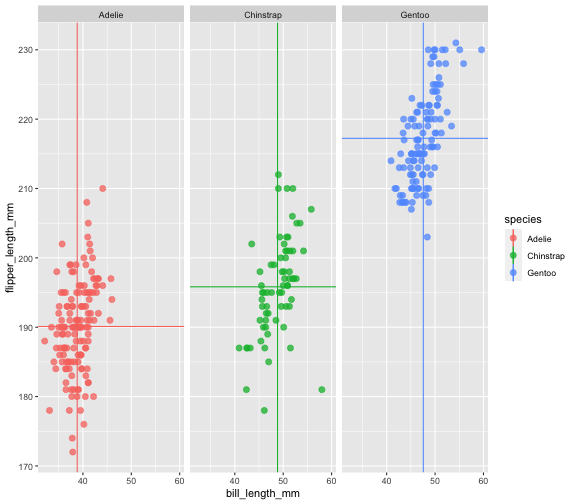 Adelie Chinstrap Gentoo
230
220
210
200
190
180
170
flipper_length_mm
40 50 60 40 50 60 40 50 60
bill_length_mm
species
Adelie
Chinstrap
Gentoo